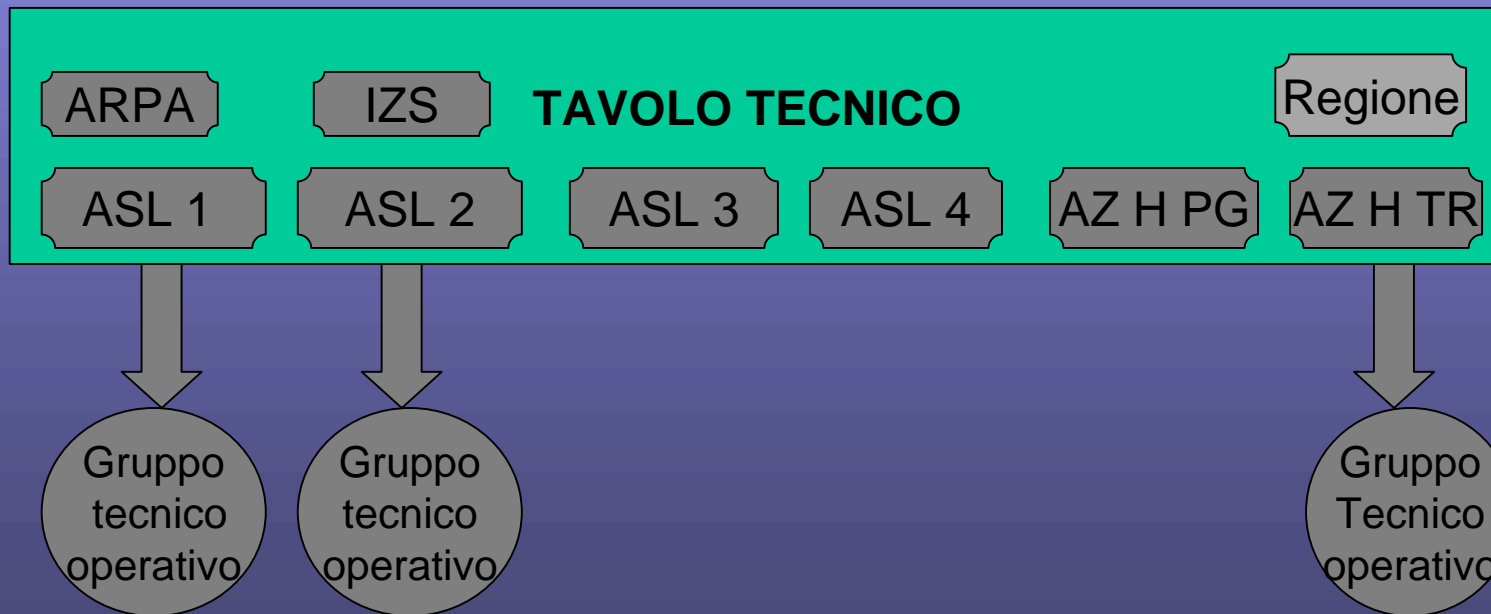 ARPA
IZS
TAVOLO TECNICO
Regione
ASL 1
ASL 2
ASL 3
ASL 4
AZ H PG
AZ H TR
Gruppo
tecnico
operativo
Gruppo
tecnico
operativo
Gruppo
Tecnico
operativo